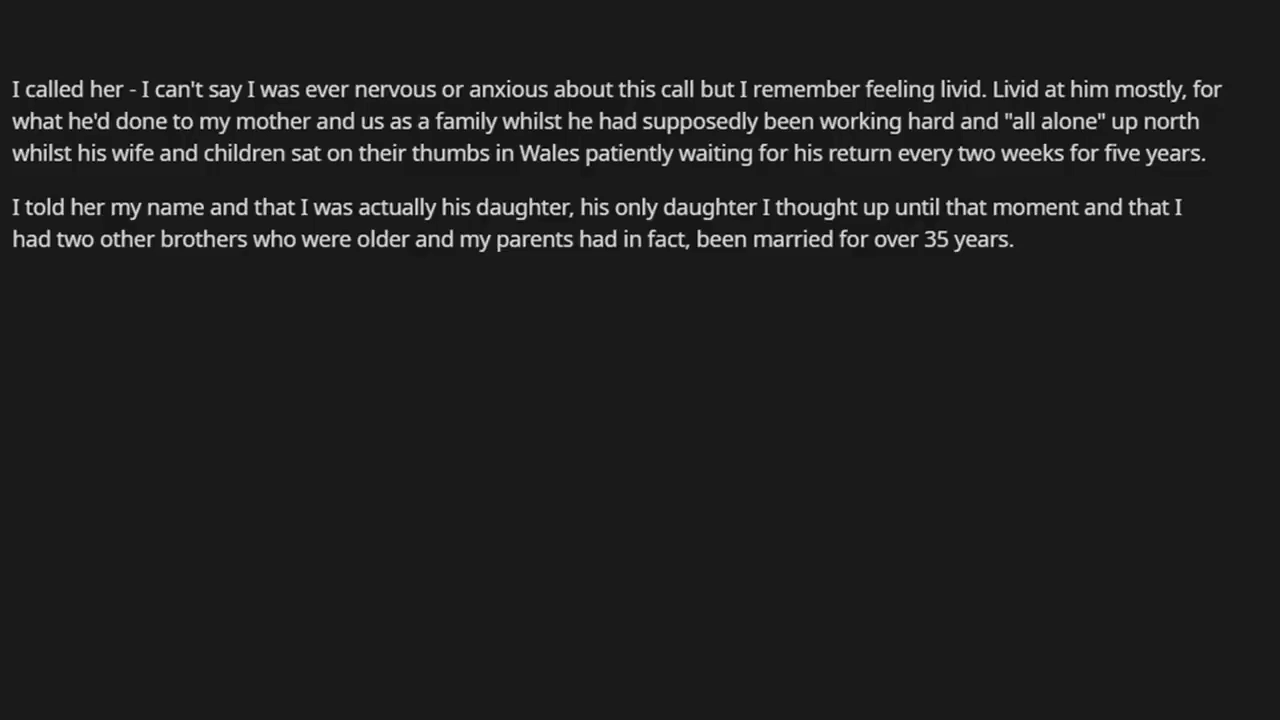 I called her - I can't say I was ever nervous or anxious about this call but I remember feeling livid. Livid at him mostly, for
what he'd done to my mother and us as a family whilst he had supposedly been working hard and "all alone" up north
whilst his wife and children sat on their thumbs in Wales patiently waiting for his return every two weeks for five years.
I told her my name and that I was actually his daughter, his only daughter I thought up until that moment and that I
had two other brothers who were older and my parents had in fact, been married for over 35 years.